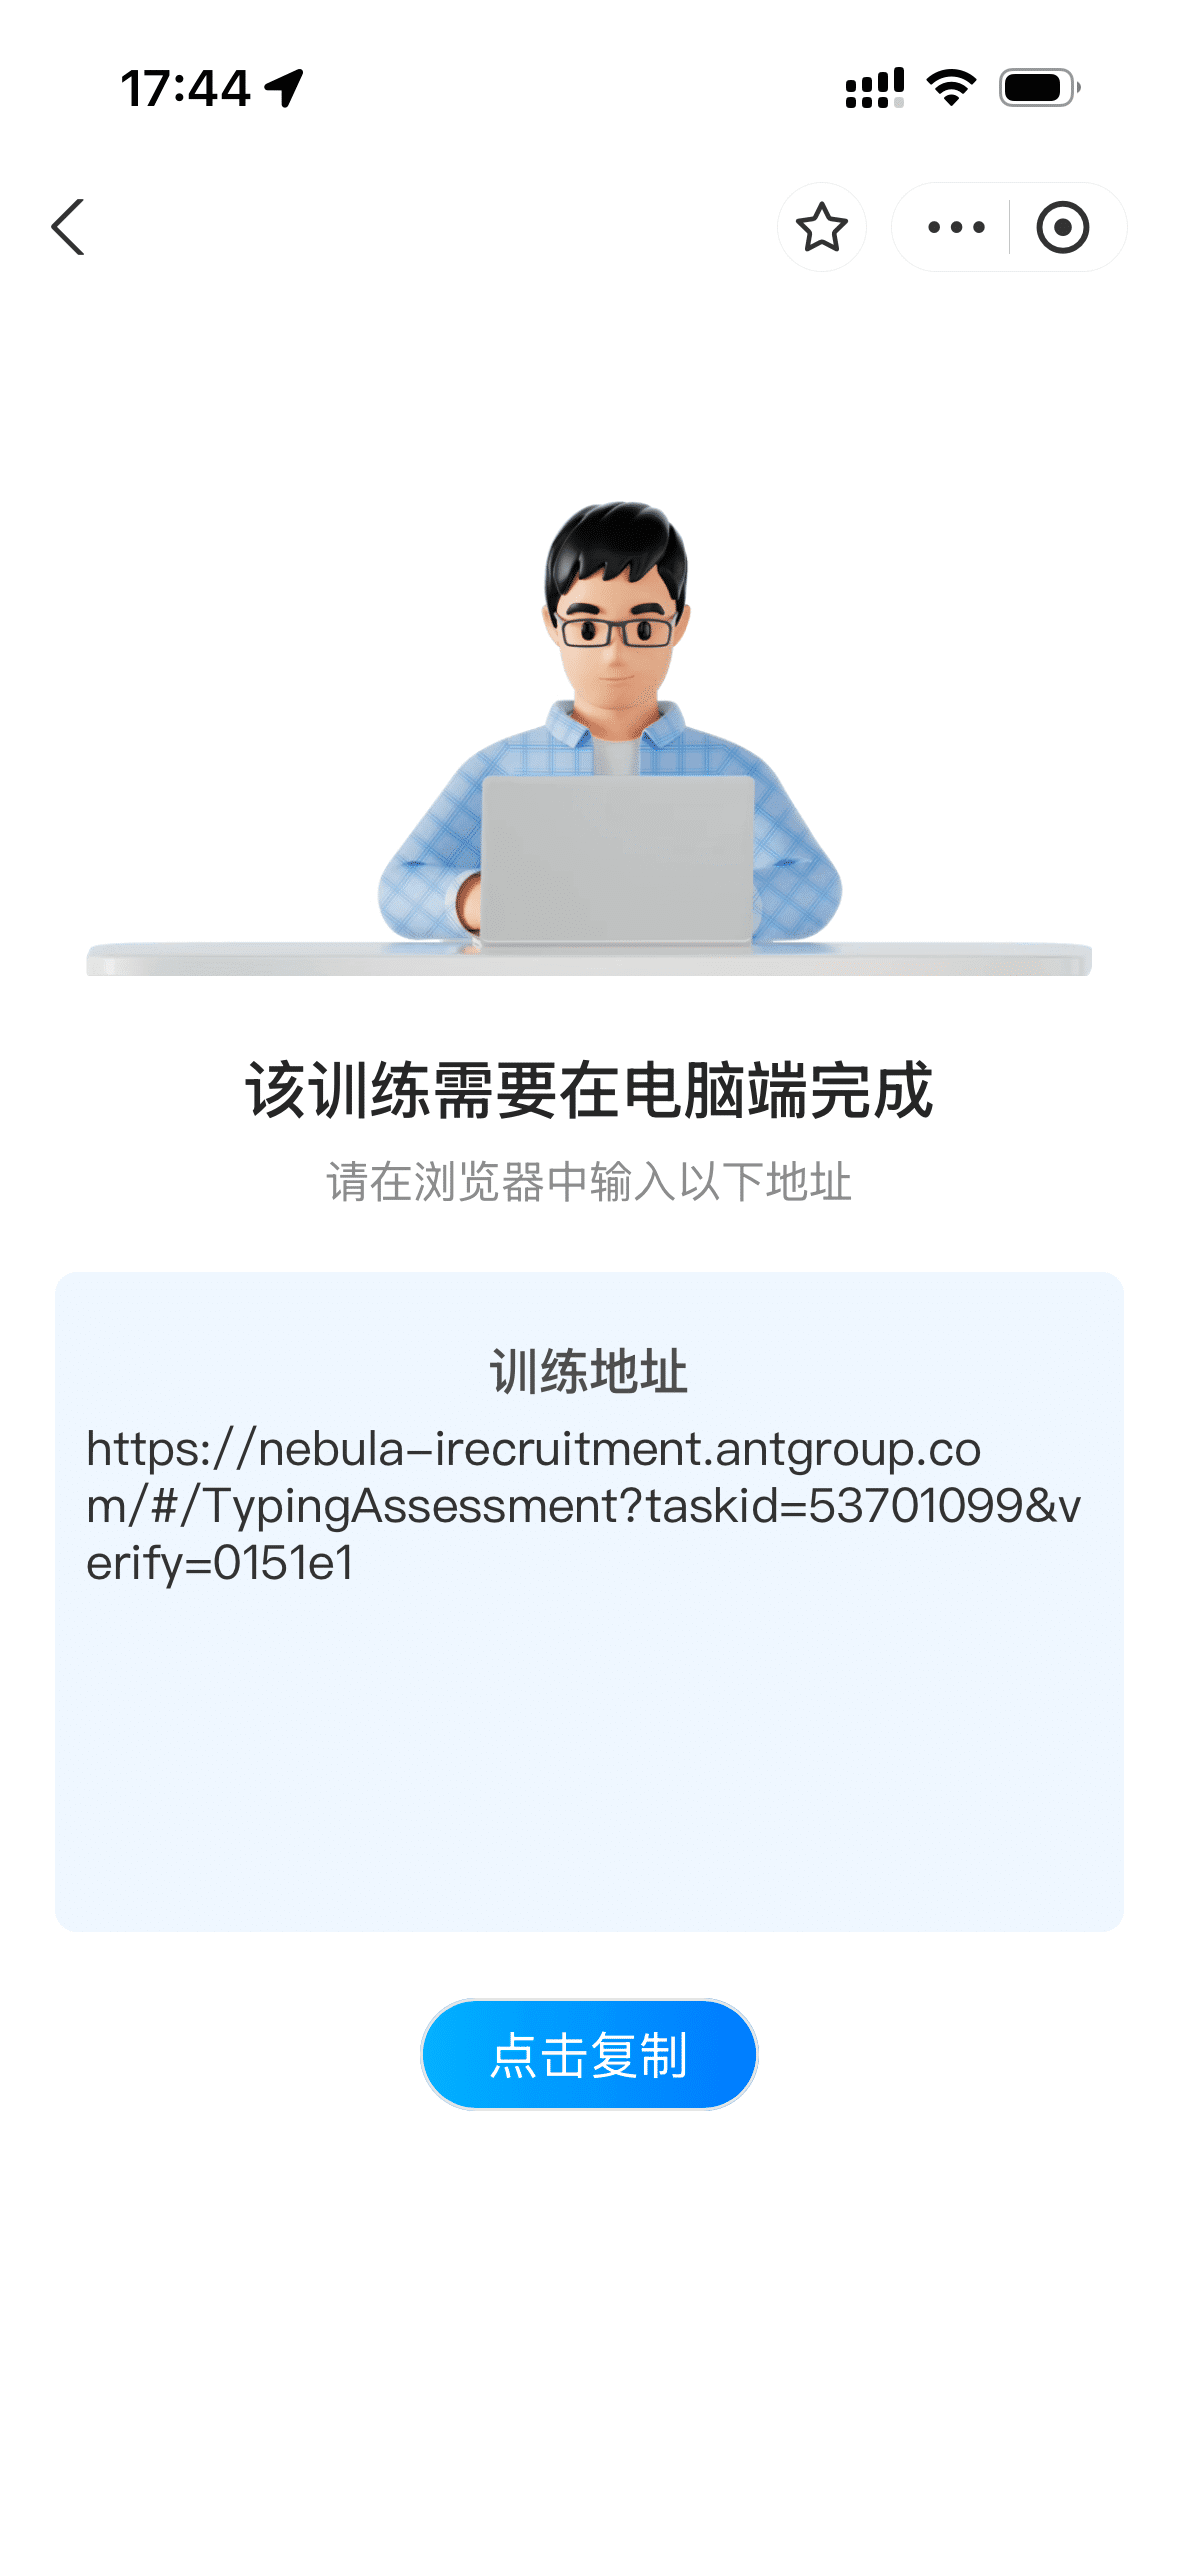 17:44
该训练需要在电脑端完成
请在浏览器中输入以下地址
训练地址
https://nebula-irecruitment.antgroup.co
m/#/TypingAssessment?taskid=53701099&v
erify=0151e1
点击复制